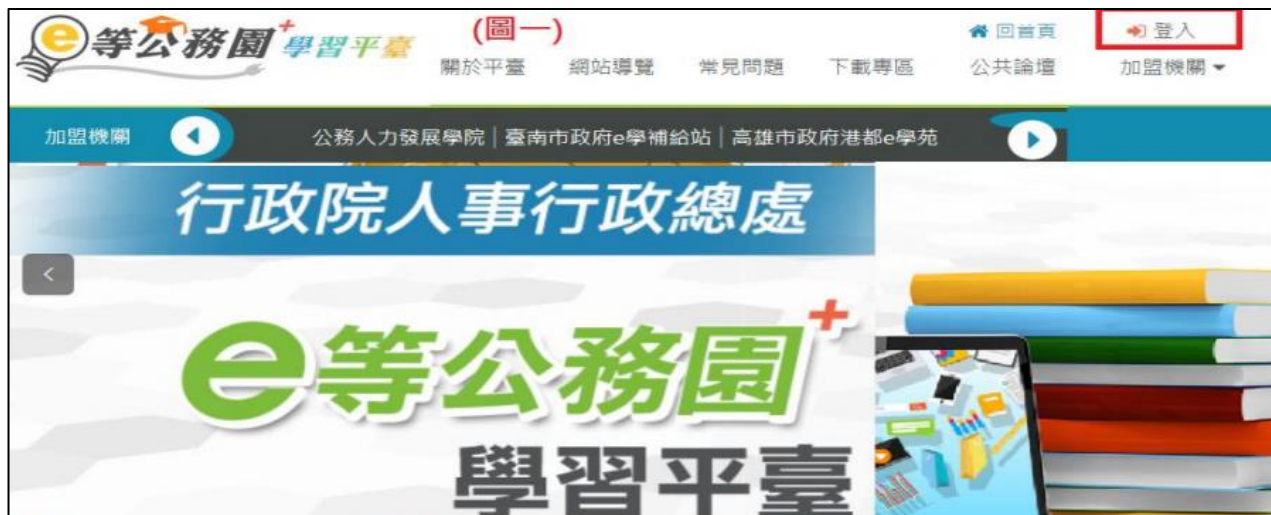 e等公務園+學習平臺
(圖一)
回首頁
登入
關於平臺 網站導覽 常見問題 下載專區 公共論壇 加盟機關
加盟機關 公務人力發展學院│臺南市政府e學補給站│高雄市政府港都e學苑
行政院人事行政總處
e等公務園+
學習平臺